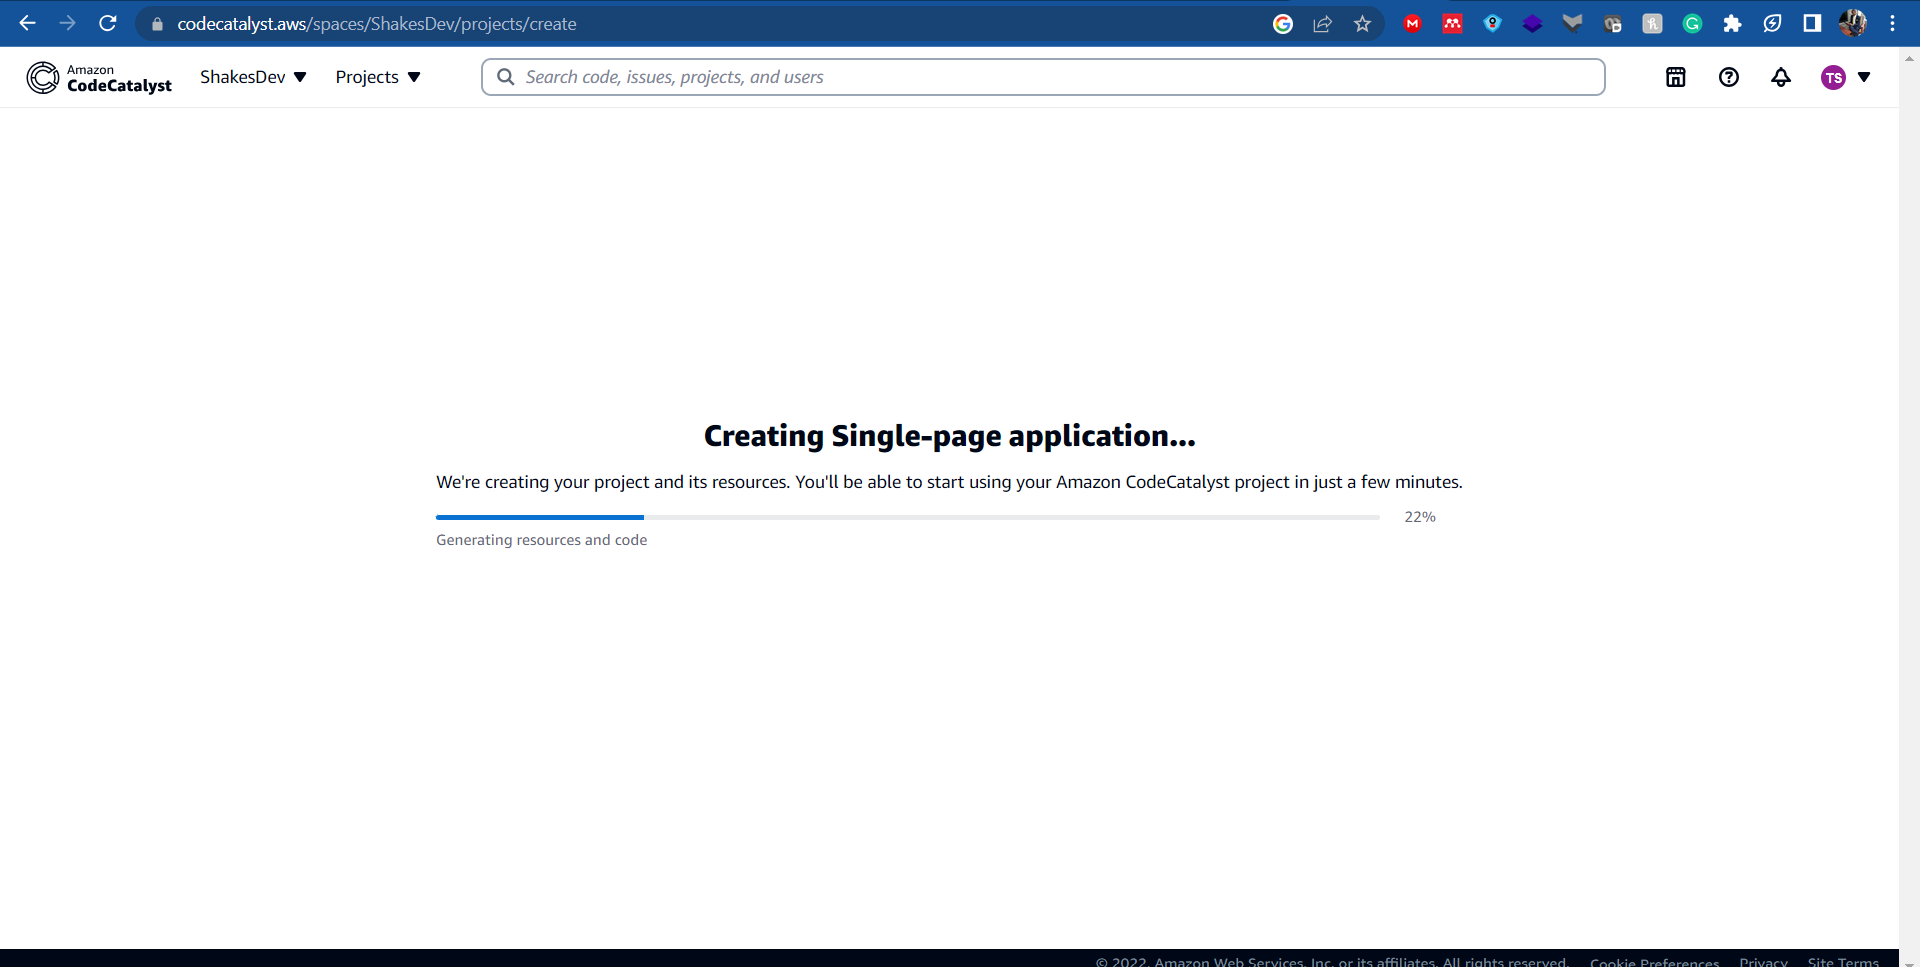 codecatalyst.aws/spaces/ShakesDev/projects/create
Amazon
CodeCatalyst
ShakesDev
Projects
Search code, issues, projects, and users
TS
Creating Single-page application...
We're creating your project and its resources. You'll be able to start using your Amazon CodeCatalyst project in just a few minutes.
22%
Generating resources and code
© 2022, Amazon Web Services, Inc. or its affiliates. All rights reserved. Cookie Preferences Privacy Site Terms